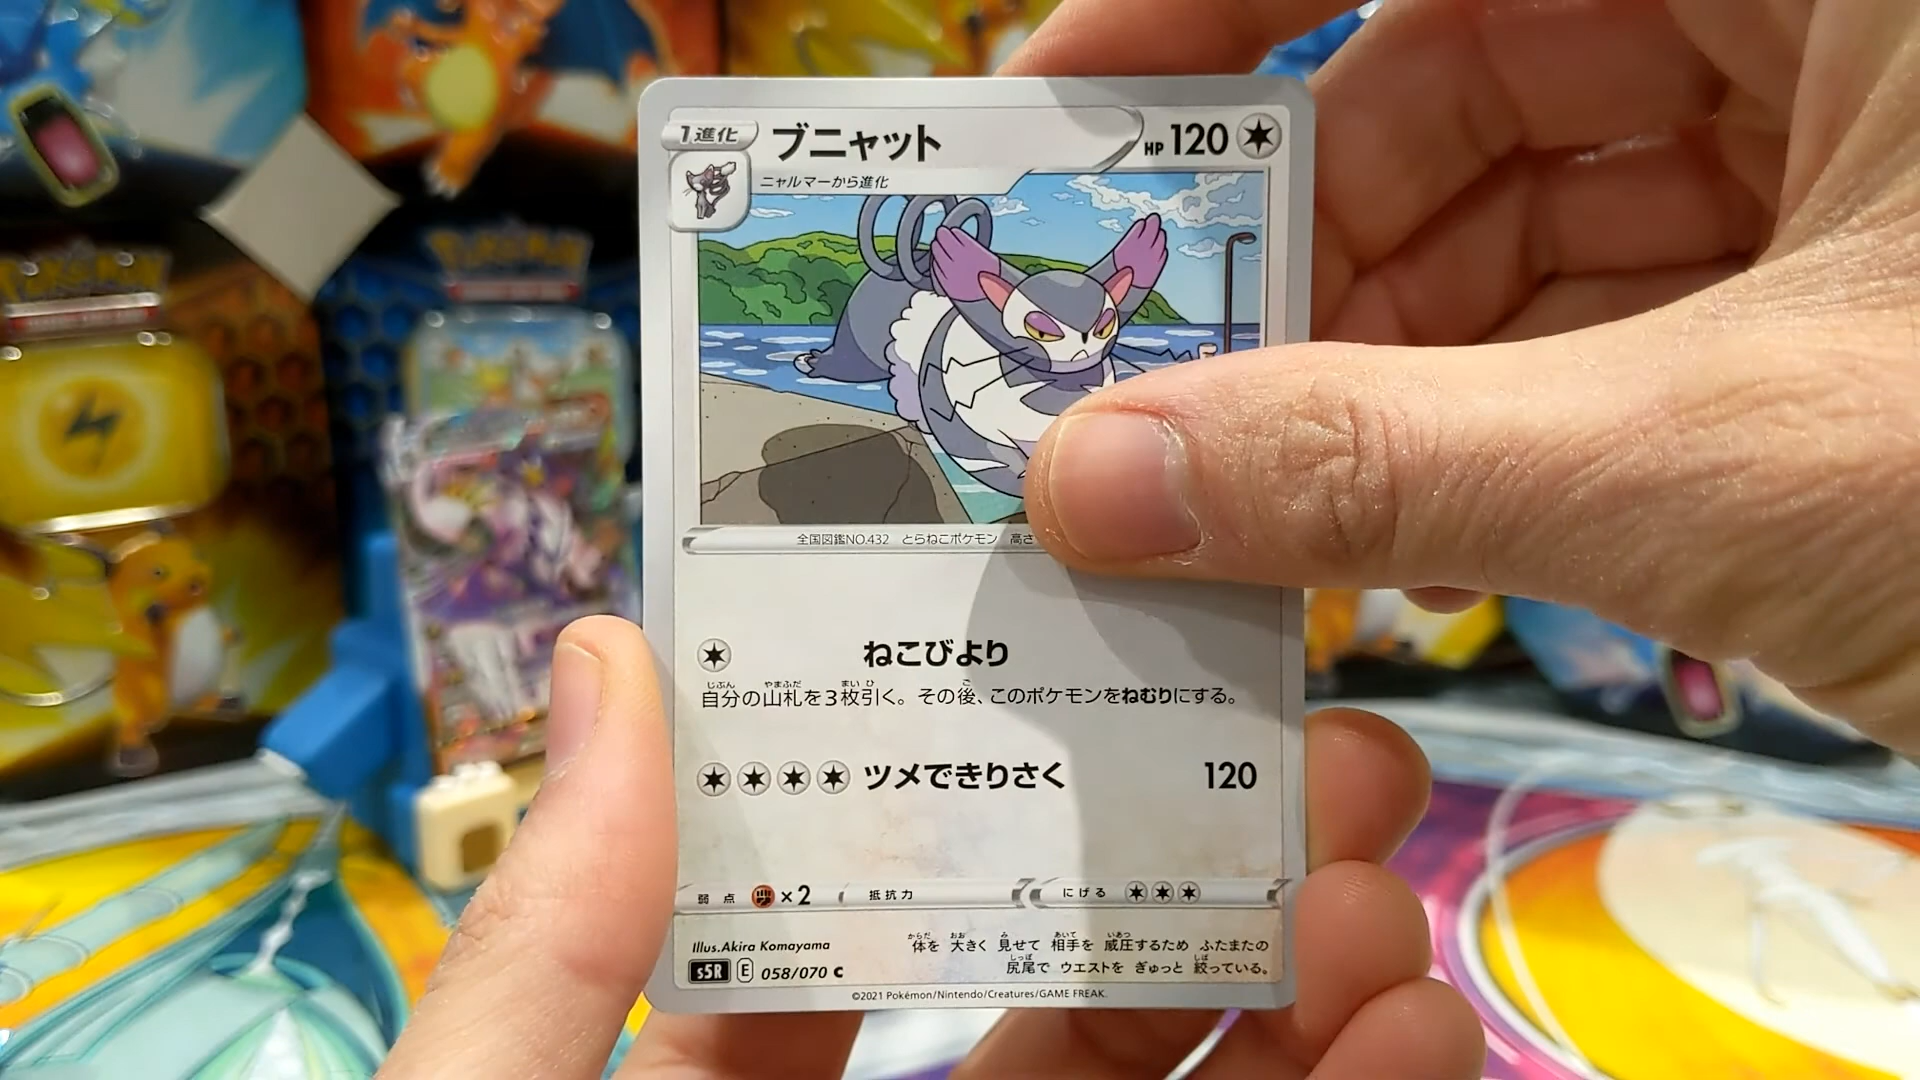 1進化
ブニャット
HP 120
ニャルマーから進化
全国図鑑NO.432 とらねこポケモン 高さ
ねこびより
自分の山札を3枚引く。その後、このポケモンをねむりにする。
ツメできりさく 120
弱点 ×2 抵抗力 にげる
Illus.Akira Komayama
体を 大きく 見せて 相手を 威圧するため ふたまたの
尻尾で ウエストを ぎゅっと 絞っている。
s5R E 058/070 C
©2021 Pokémon/Nintendo/Creatures/GAME FREAK.
POKÉMON
POKÉMON